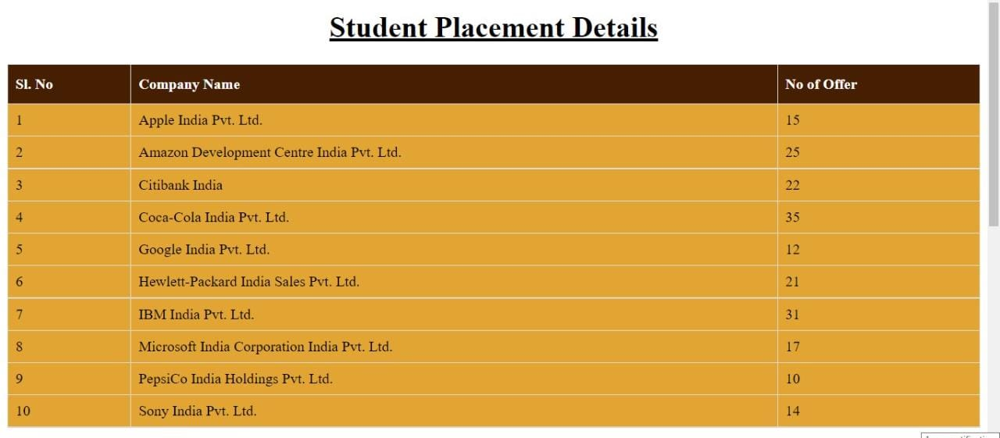 Student Placement Details
Sl. No Company Name No of Offer
1 Apple India Pvt. Ltd. 15
2 Amazon Development Centre India Pvt. Ltd. 25
3 Citibank India 22
4 Coca-Cola India Pvt. Ltd. 35
5 Google India Pvt. Ltd. 12
6 Hewlett-Packard India Sales Pvt. Ltd. 21
7 IBM India Pvt. Ltd. 31
8 Microsoft India Corporation India Pvt. Ltd. 17
9 PepsiCo India Holdings Pvt. Ltd. 10
10 Sony India Pvt. Ltd. 14